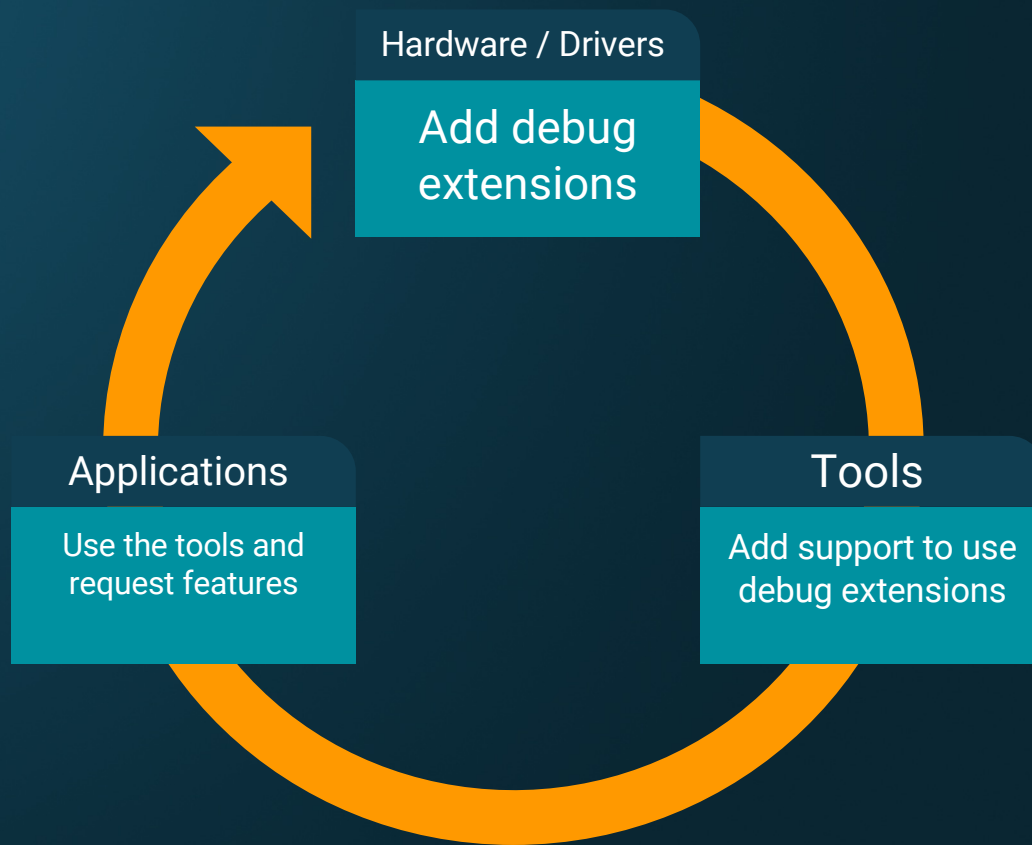 Hardware / Drivers
Add debug
extensions
Applications
Use the tools and
request features
Tools
Add support to use
debug extensions